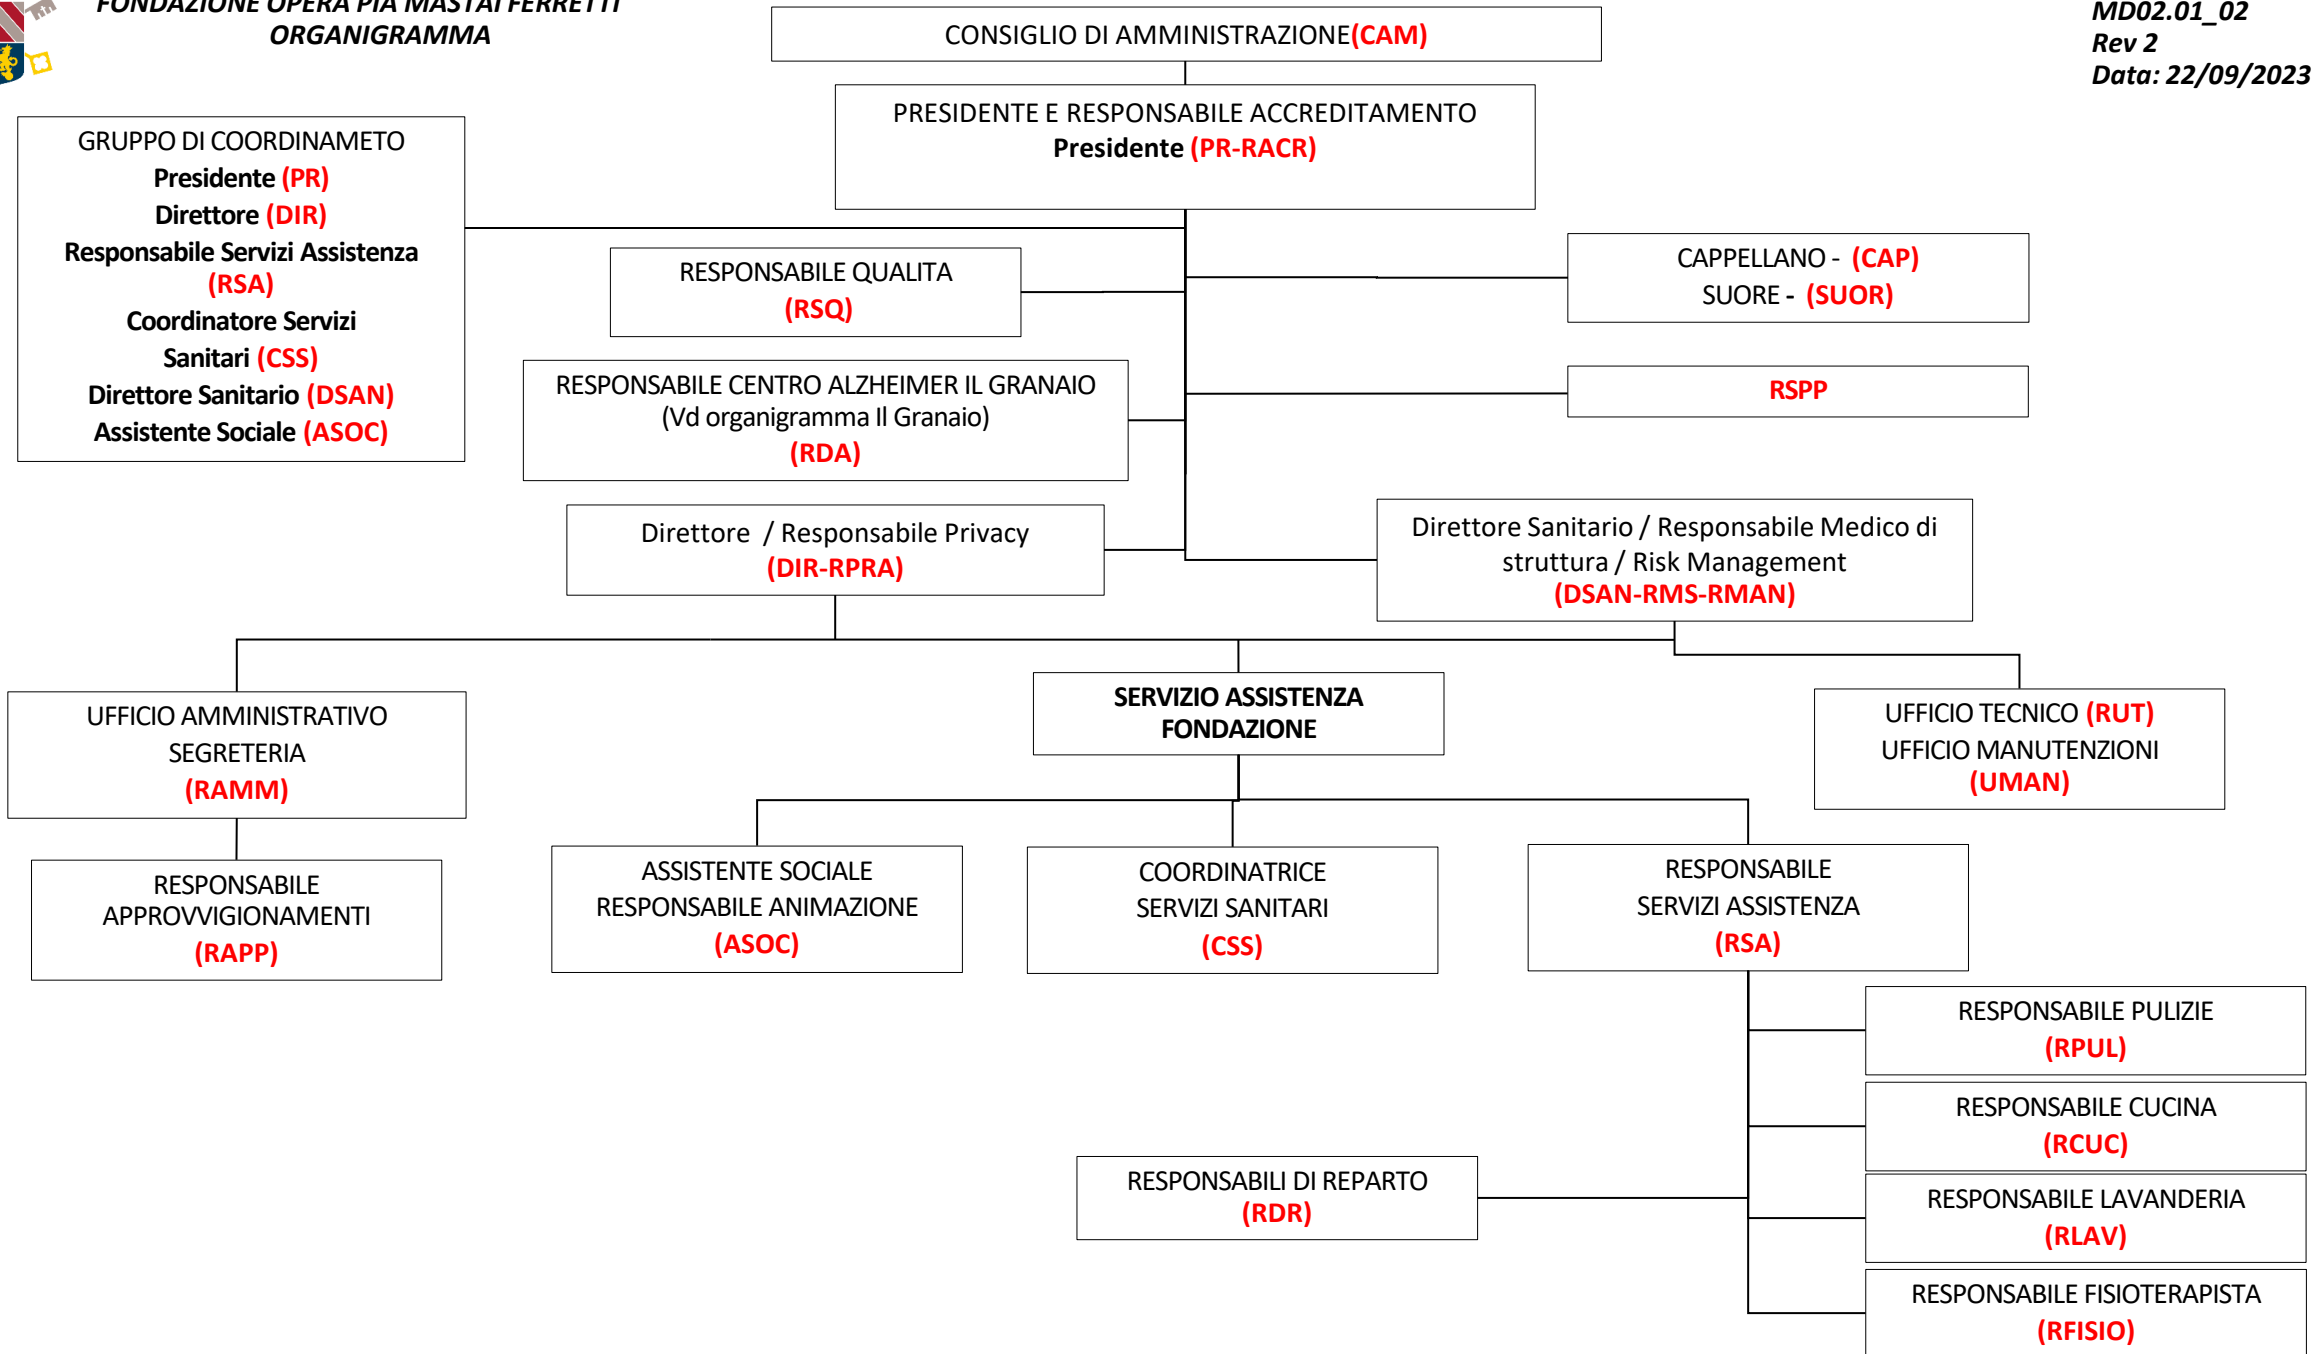 FONDAZIONE OPERA PIA MASTAI FERRETTI
ORGANIGRAMMA
MD02.01_02
Rev 2
Data: 22/09/2023
CONSIGLIO DI AMMINISTRAZIONE(CAM)
PRESIDENTE E RESPONSABILE ACCREDITAMENTO
Presidente (PR-RACR)
GRUPPO DI COORDINAMETO
Presidente (PR)
Direttore (DIR)
Responsabile Servizi Assistenza
(RSA)
Coordinatore Servizi
Sanitari (CSS)
Direttore Sanitario (DSAN)
Assistente Sociale (ASOC)
RESPONSABILE QUALITA
(RSQ)
CAPPELLANO - (CAP)
SUORE - (SUOR)
RESPONSABILE CENTRO ALZHEIMER IL GRANAIO
(Vd organigramma Il Granaio)
(RDA)
RSPP
Direttore / Responsabile Privacy
(DIR-RPRA)
Direttore Sanitario / Responsabile Medico di
struttura / Risk Management
(DSAN-RMS-RMAN)
UFFICIO AMMINISTRATIVO
SEGRETERIA
(RAMM)
SERVIZIO ASSISTENZA
FONDAZIONE
UFFICIO TECNICO (RUT)
UFFICIO MANUTENZIONI
(UMAN)
RESPONSABILE
APPROVVIGIONAMENTI
(RAPP)
ASSISTENTE SOCIALE
RESPONSABILE ANIMAZIONE
(ASOC)
COORDINATRICE
SERVIZI SANITARI
(CSS)
RESPONSABILE
SERVIZI ASSISTENZA
(RSA)
RESPONSABILE PULIZIE
(RPUL)
RESPONSABILE CUCINA
(RCUC)
RESPONSABILI DI REPARTO
(RDR)
RESPONSABILE LAVANDERIA
(RLAV)
RESPONSABILE FISIOTERAPISTA
(RFISIO)